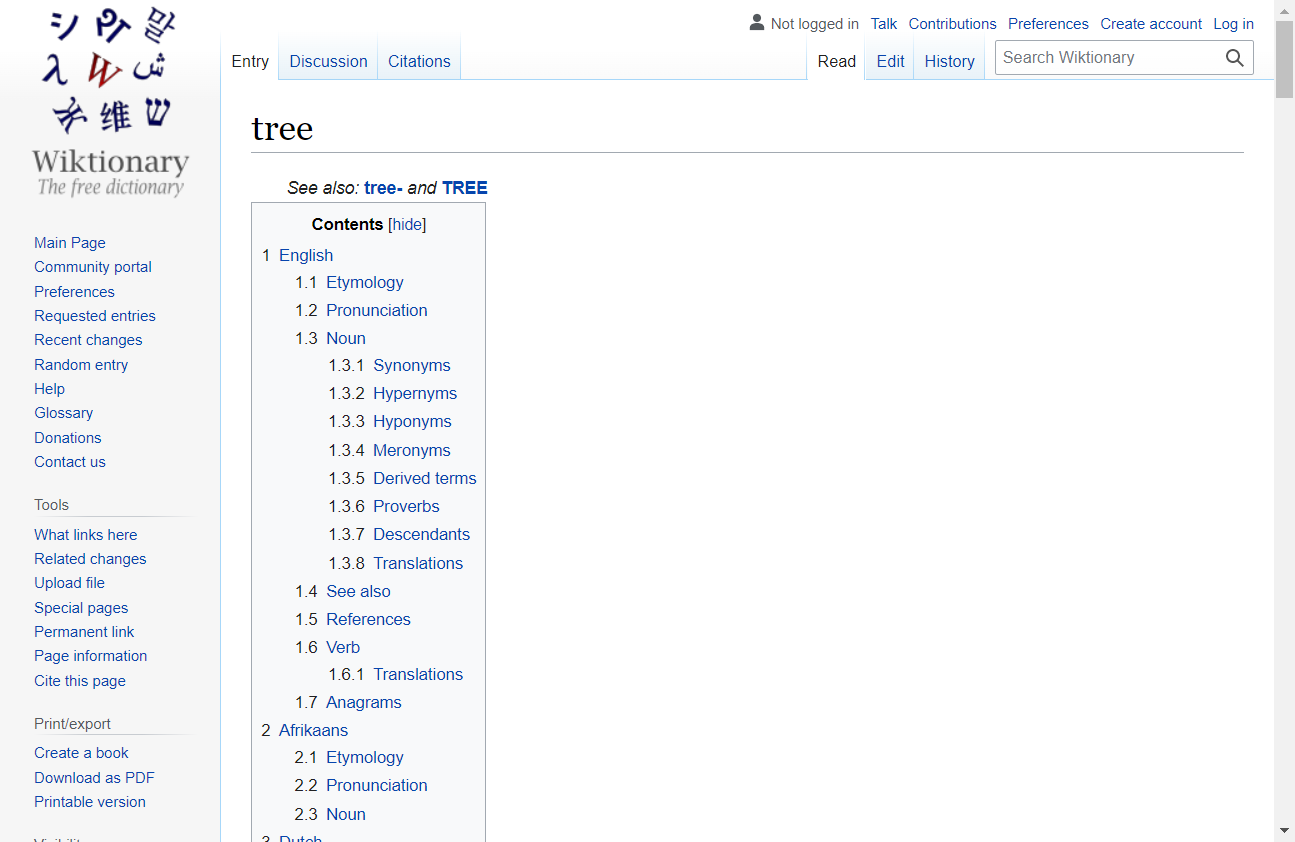 シ
אר
말
λ
W
ش
维
ש
Wiktionary
The free dictionary
Main Page
Community portal
Preferences
Requested entries
Recent changes
Random entry
Help
Glossary
Donations
Contact us
Tools
What links here
Related changes
Upload file
Special pages
Permanent link
Page information
Cite this page
Print/export
Create a book
Download as PDF
Printable version
Not logged in Talk Contributions Preferences Create account Log in
Entry Discussion Citations Read Edit History Search Wiktionary
tree
See also: tree- and TREE
Contents [hide]
1 English
1.1 Etymology
1.2 Pronunciation
1.3 Noun
1.3.1 Synonyms
1.3.2 Hypernyms
1.3.3 Hyponyms
1.3.4 Meronyms
1.3.5 Derived terms
1.3.6 Proverbs
1.3.7 Descendants
1.3.8 Translations
1.4 See also
1.5 References
1.6 Verb
1.6.1 Translations
1.7 Anagrams
2 Afrikaans
2.1 Etymology
2.2 Pronunciation
2.3 Noun
3 Dutch